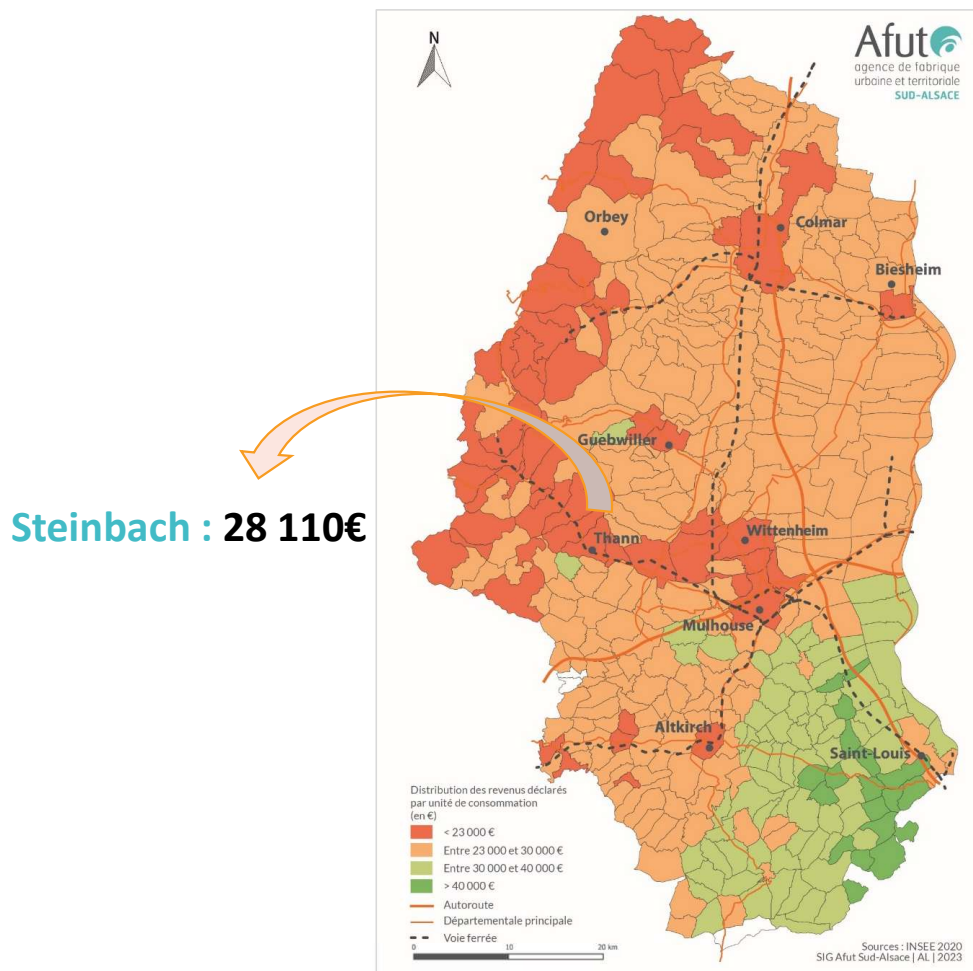 N
Afut
agence de fabrique
urbaine et territoriale
SUD-ALSACE
Orbey
Colmar
Biesheim
Guebwiller
Steinbach : 28 110€
Thann
Wittenheim
Mulhouse
Altkirch
Saint-Louis
Distribution des revenus déclarés
par unité de consommation
(en €)
< 23 000 €
Entre 23 000 et 30 000 €
Entre 30 000 et 40 000 €
> 40 000 €
Autoroute
Départementale principale
Voie ferrée
0 10 20 km
Sources : INSEE 2020
SIG Afut Sud-Alsace | AL | 2023